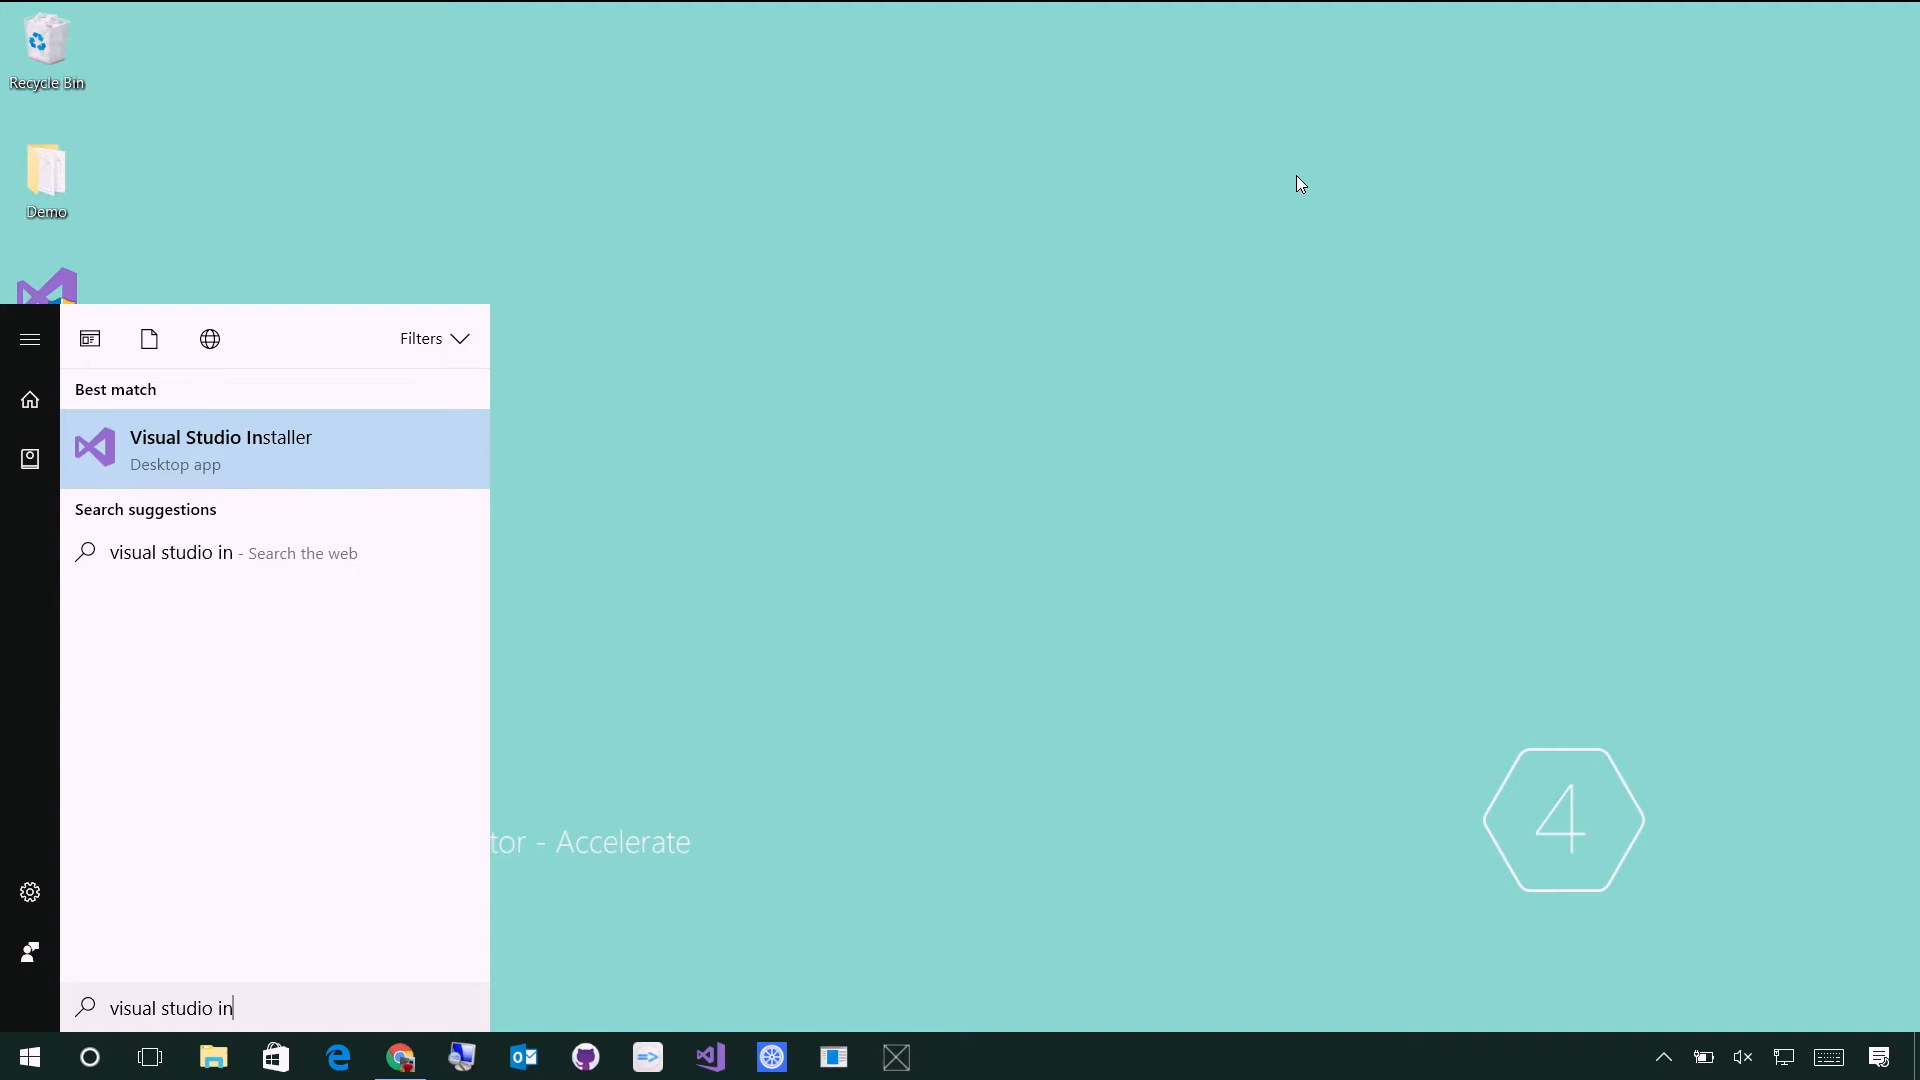 Recycle Bin
Demo
Filters
Best match
Visual Studio Installer
Desktop app
Search suggestions
visual studio in - Search the web
tor - Accelerate
4
visual studio in